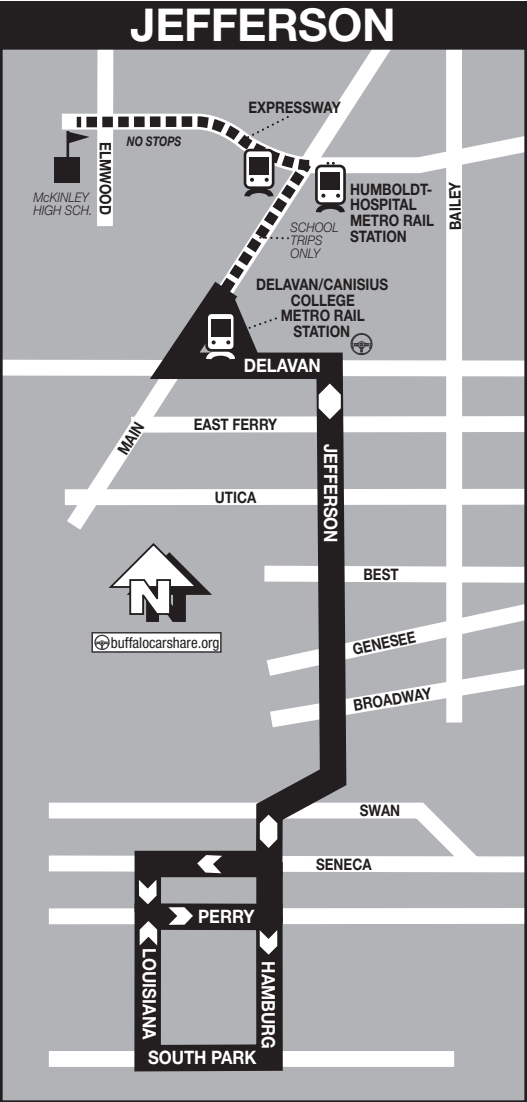 JEFFERSON
EXPRESSWAY
NO STOPS
ELMWOOD
McKINLEY
HIGH SCH.
HUMBOLDT-
HOSPITAL
METRO RAIL
STATION
BAILEY
SCHOOL
TRIPS
ONLY
DELAVAN/CANISIUS
COLLEGE
METRO RAIL
STATION
DELAVAN
MAIN
EAST FERRY
JEFFERSON
UTICA
N
BEST
buffalocarshare.org
GENESEE
BROADWAY
SWAN
SENECA
PERRY
LOUISIANA
HAMBURG
SOUTH PARK